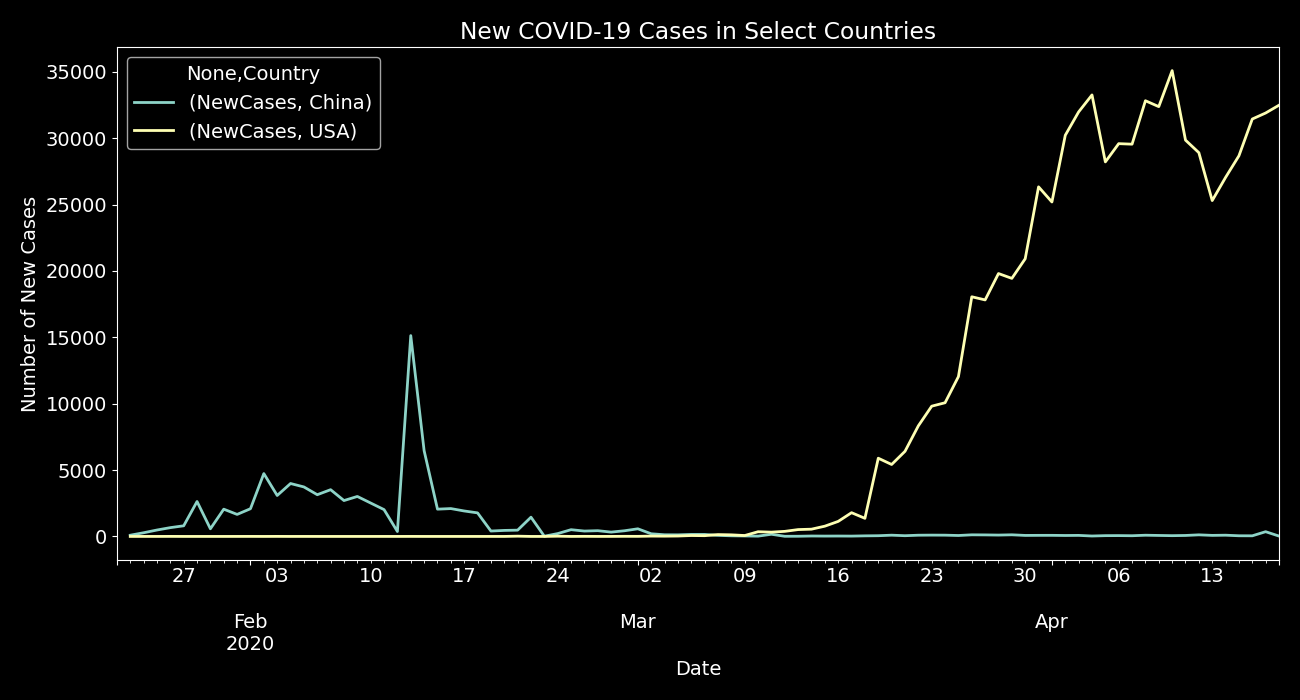 New COVID-19 Cases in Select Countries
None,Country
(NewCases, China)
(NewCases, USA)
Number of New Cases
35000
30000
25000
20000
15000
10000
5000
0
27 03 10 17 24 02 09 16 23 30 06 13
Feb Mar Apr
2020
Date